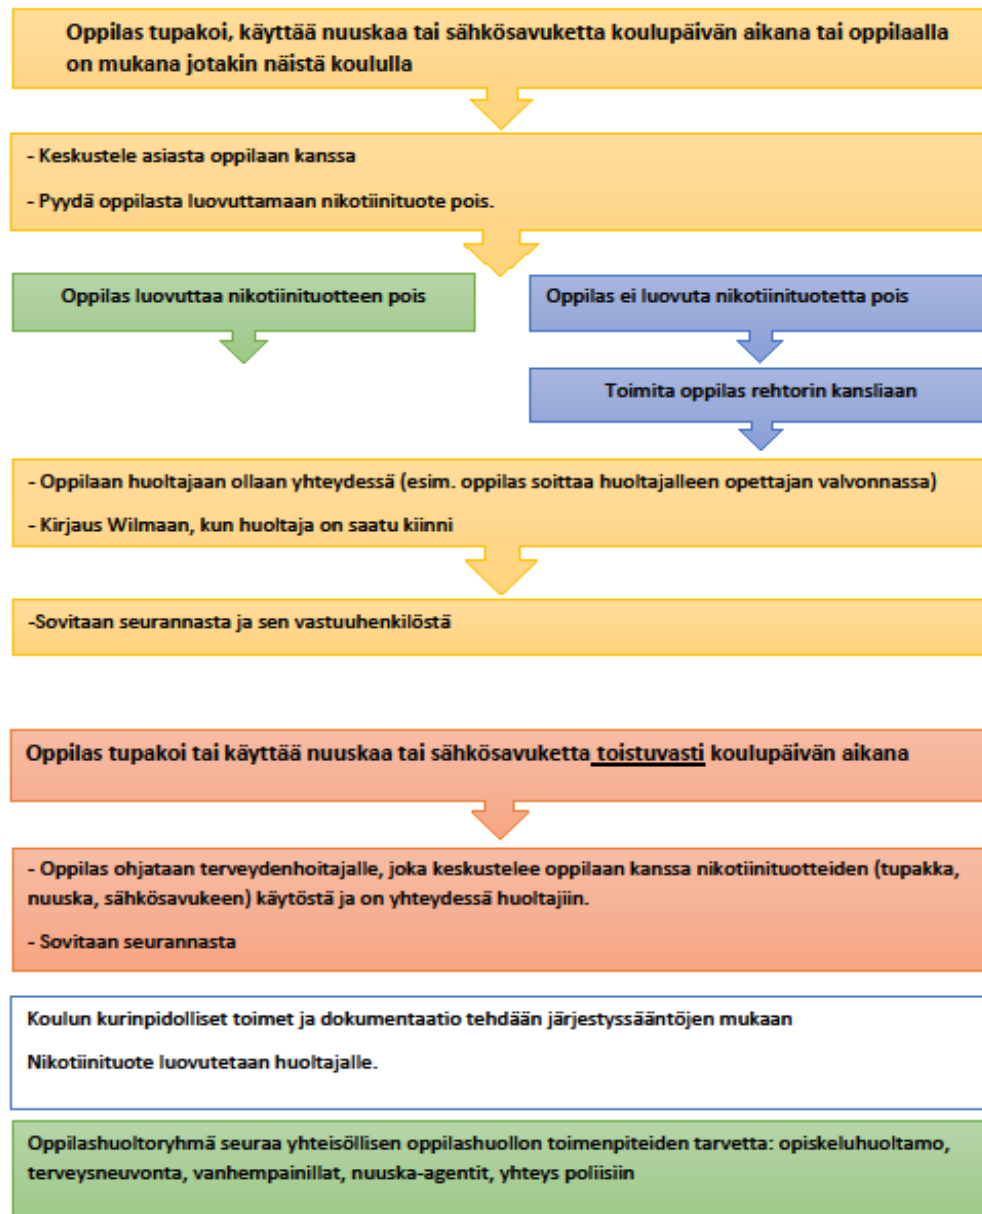 Oppilas tupakoi, käyttää nuuskaa tai sähkösavuketta koulupäivän aikana tai oppilaalla
on mukana jotakin näistä koululla
- Keskustele asiasta oppilaan kanssa
- Pyydä oppilasta luovuttamaan nikotiinituote pois.
Oppilas luovuttaa nikotiinituotteen pois
Oppilas ei luovuta nikotiinituotetta pois
Toimita oppilas rehtorin kansliaan
- Oppilaan huoltajaan ollaan yhteydessä (esim. oppilas soittaa huoltajalleen opettajan valvonnassa)
- Kirjaus Wilmaan, kun huoltaja on saatu kiinni
-Sovitaan seurannasta ja sen vastuuhenkilöstä
Oppilas tupakoi tai käyttää nuuskaa tai sähkösavuketta toistuvasti koulupäivän aikana
- Oppilas ohjataan terveydenhoitajalle, joka keskustelee oppilaan kanssa nikotiinituotteiden (tupakka,
nuuska, sähkösavukeen) käytöstä ja on yhteydessä huoltajiin.
- Sovitaan seurannasta
Koulun kurinpidolliset toimet ja dokumentaatio tehdään järjestyssääntöjen mukaan
Nikotiinituote luovutetaan huoltajalle.
Oppilashuoltoryhmä seuraa yhteisöllisen oppilashuollon toimenpiteiden tarvetta: opiskeluhuoltamo,
terveysneuvonta, vanhempainillat, nuuska-agentit, yhteys poliisiin